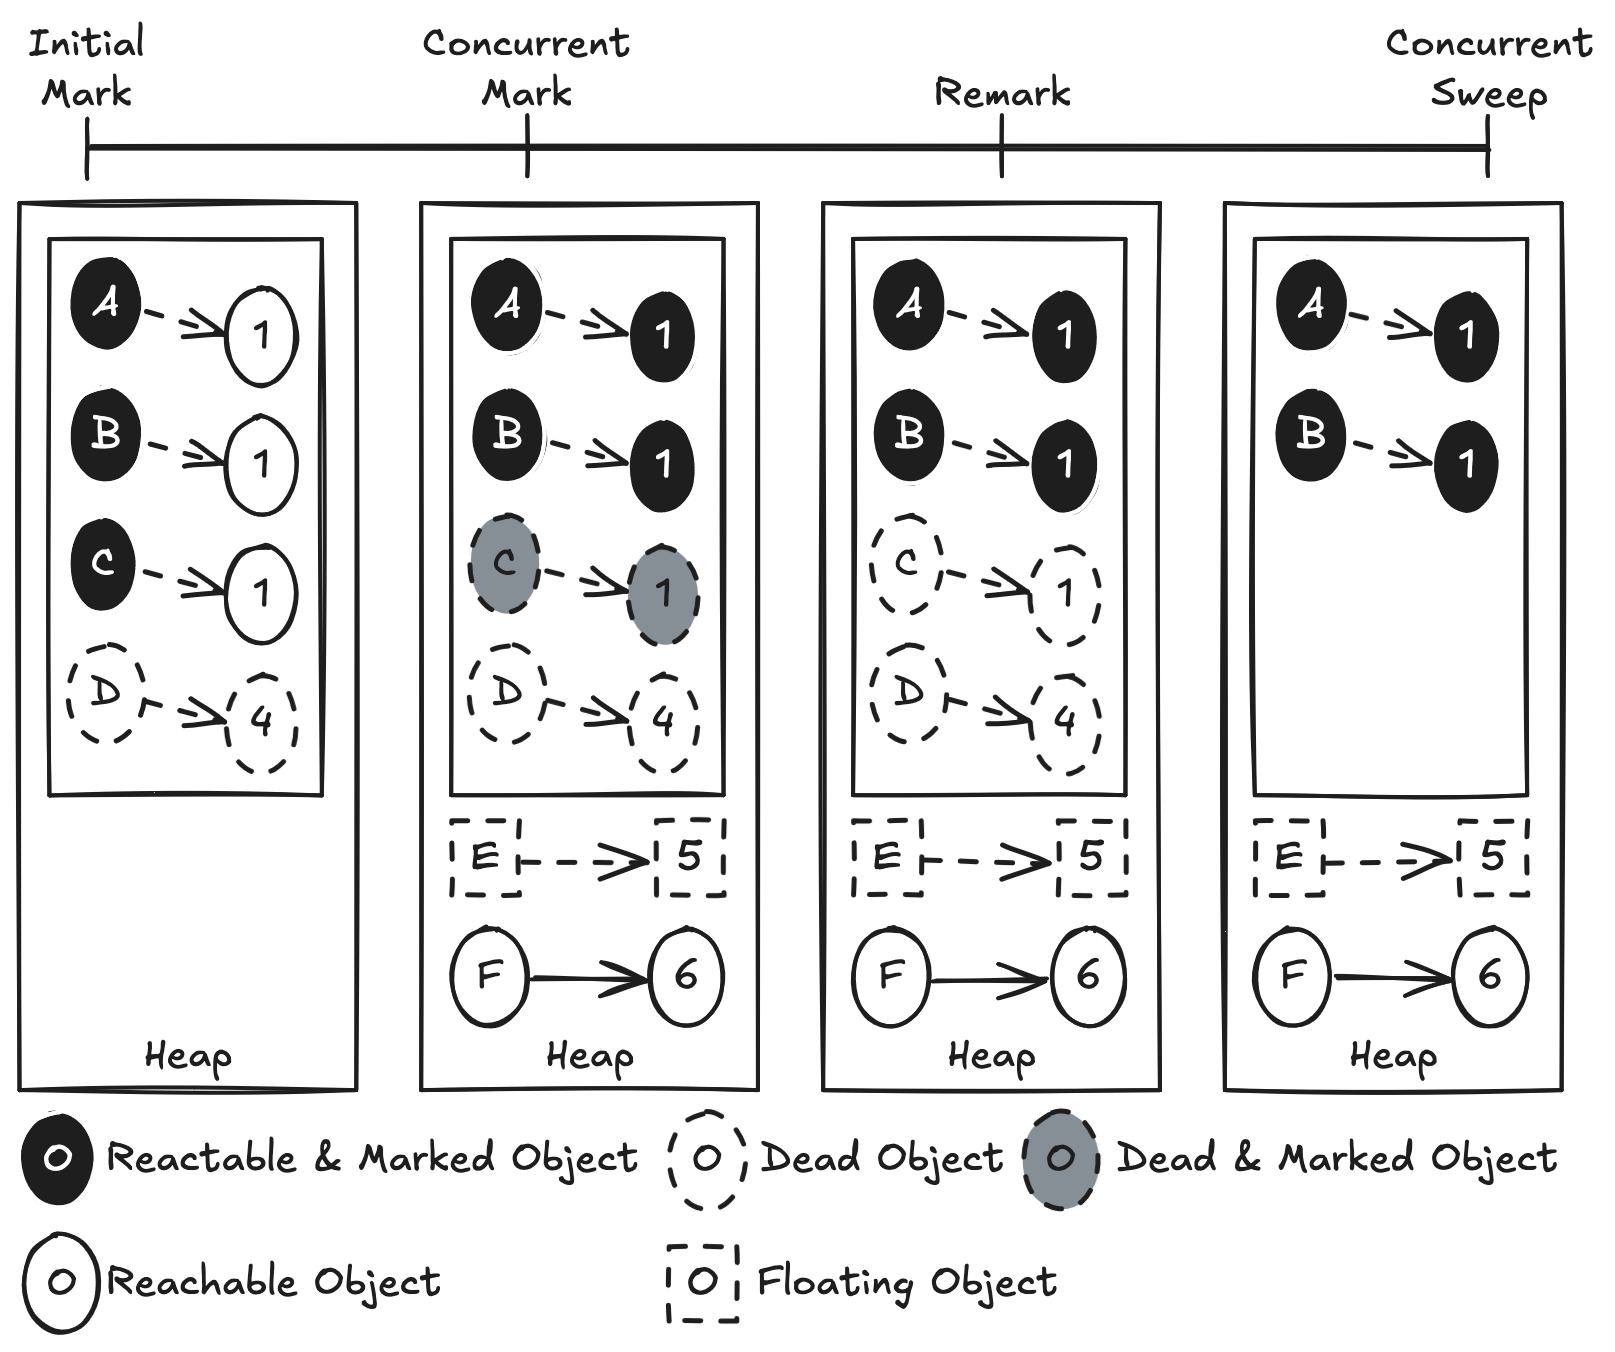 Initial
Mark
Concurrent
Mark
Remark
Concurrent
Sweep
A 1
B 1
C 1
D 4
Heap
A 1
B 1
C 1
D 4
E 5
F 6
Heap
A 1
B 1
C 1
D 4
E 5
F 6
Heap
A 1
B 1
E 5
F 6
Heap
O Reactable & Marked Object
O Dead Object
O Dead & Marked Object
O Reachable Object
O Floating Object